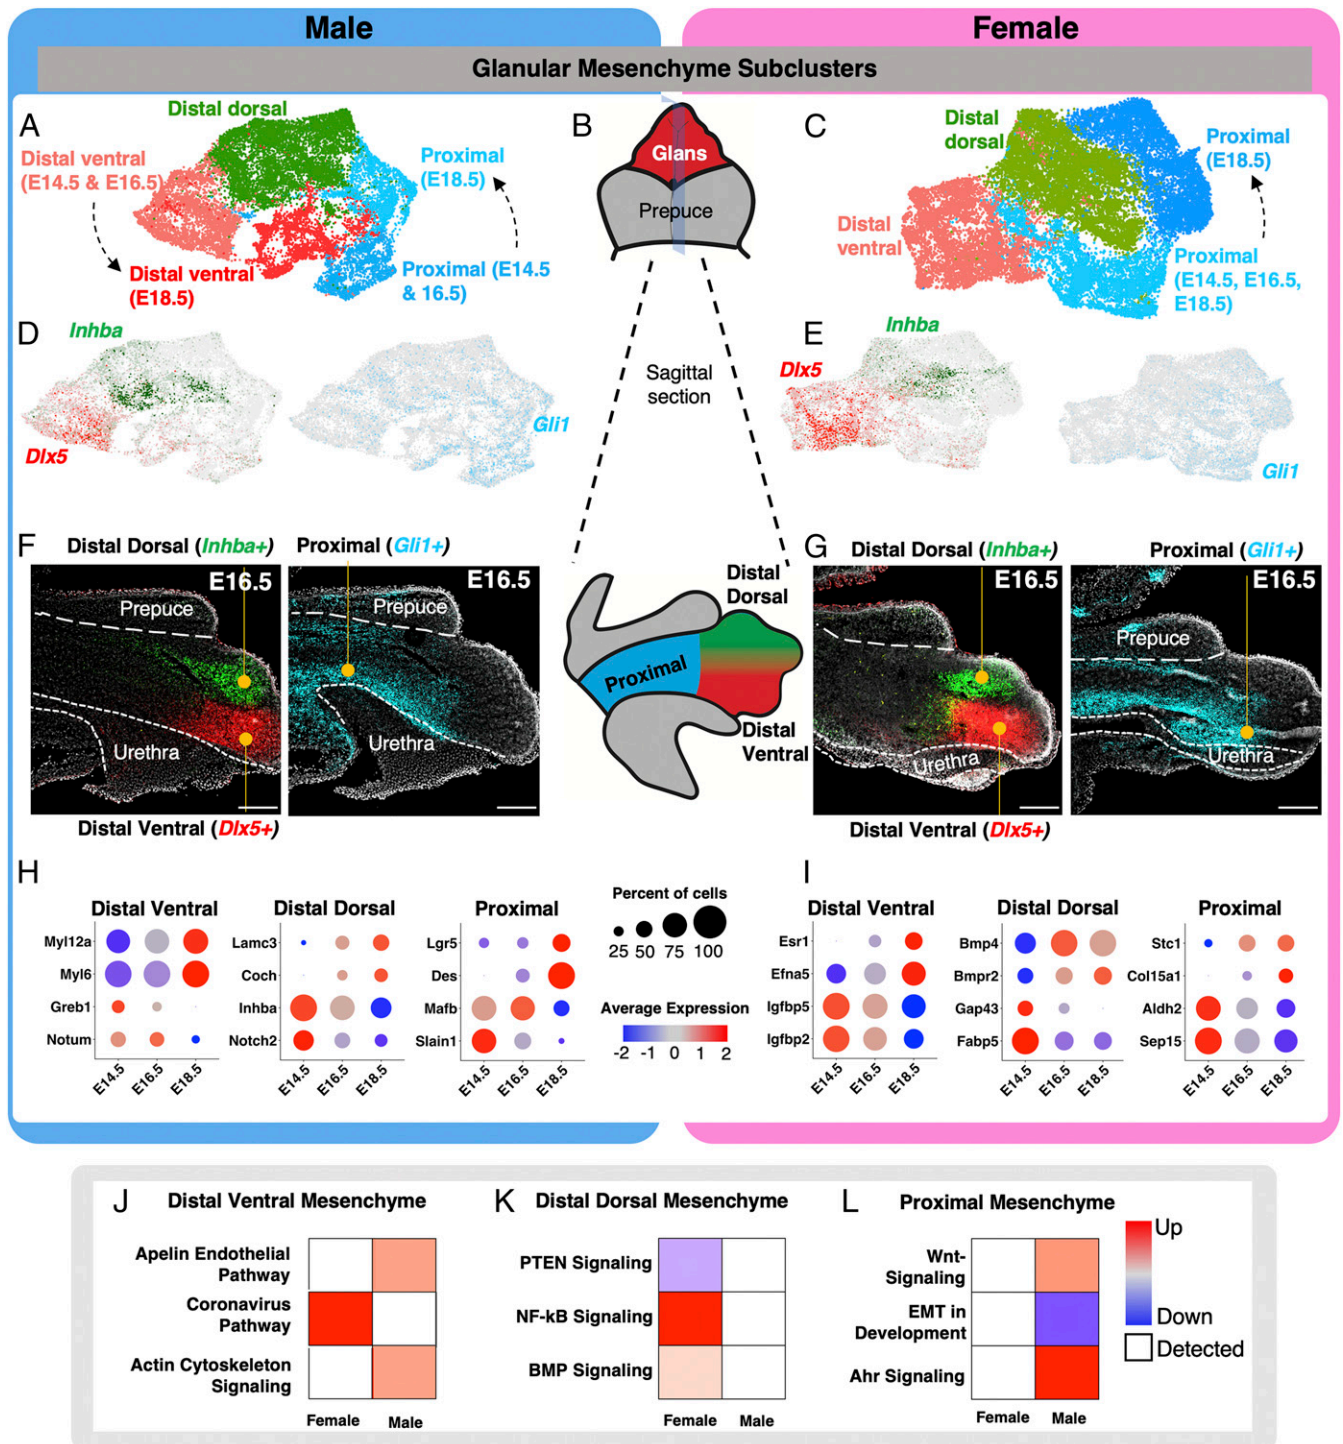 Male
Female
Glanular Mesenchyme Subclusters
A
Distal dorsal
Distal ventral
(E14.5 & E16.5)
Proximal
(E18.5)
Distal ventral
(E18.5)
Proximal (E14.5
& 16.5)
B
Glans
Prepuce
C
Distal
dorsal
Proximal
(E18.5)
Distal
ventral
Proximal
(E14.5, E16.5,
E18.5)
D
Inhba
Dlx5
Gli1
Sagittal
section
E
Inhba
Dlx5
Gli1
F
Distal Dorsal (Inhba+)
Proximal (Gli1+)
E16.5
E16.5
Prepuce
Prepuce
Urethra
Urethra
Distal Ventral (Dlx5+)
Distal
Dorsal
Proximal
Distal
Ventral
G
Distal Dorsal (Inhba+)
Proximal (Gli1+)
E16.5
E16.5
Prepuce
Urethra
Urethra
Distal Ventral (Dlx5+)
H
Distal Ventral
Myl12a
Myl6
Greb1
Notum
E14.5 E16.5 E18.5
Distal Dorsal
Lamc3
Coch
Inhba
Notch2
E14.5 E16.5 E18.5
Proximal
Lgr5
Des
Mafb
Slain1
E14.5 E16.5 E18.5
Percent of cells
25 50 75 100
Average Expression
-2 -1 0 1 2
I
Distal Ventral
Esr1
Efna5
Igfbp5
Igfbp2
E14.5 E16.5 E18.5
Distal Dorsal
Bmp4
Bmpr2
Gap43
Fabp5
E14.5 E16.5 E18.5
Proximal
Stc1
Col15a1
Aldh2
Sep15
E14.5 E16.5 E18.5
J
Distal Ventral Mesenchyme
Apelin Endothelial
Pathway
Coronavirus
Pathway
Actin Cytoskeleton
Signaling
Female Male
K
Distal Dorsal Mesenchyme
PTEN Signaling
NF-kB Signaling
BMP Signaling
Female Male
L
Proximal Mesenchyme
Wnt-
Signaling
EMT in
Development
Ahr Signaling
Female Male
Up
Down
Detected